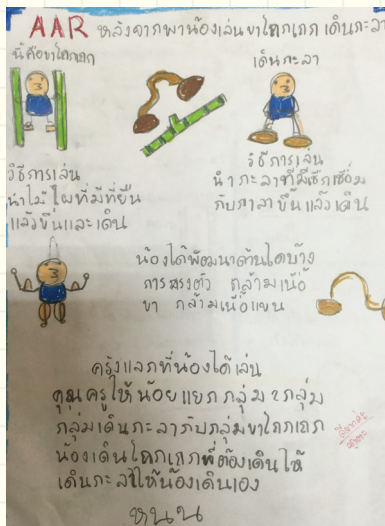 AAR หลังจากพาน้องเล่นขาโถกเถก เดินกะลา
นี้คือขาโถกเถก
เดินกะลา
วิธีการเล่น
นำไม้ไผ่ที่มีที่ยืน
แล้วขึ้นและเดิน
วิธีการเล่น
นำกะลาที่มีเชือกเชื่อม
กับกาลาขึ้นแล้วเดิน
น้องได้พัฒนาด้านใดบ้าง
การทรงตัว กล้ามเนื้อ
ขา กล้ามเนื้อแขน
ครั้งแลกที่น้องได้เล่น
คุณครูให้น้อยแยกกลุ่ม 2 กลุ่ม
กลุ่มเดินกะลากับกลุ่มขาโถกเถก
น้องเดินโถกเถกพี่ต้องเดินให้
เดินกะลาให้น้องเดินเอง